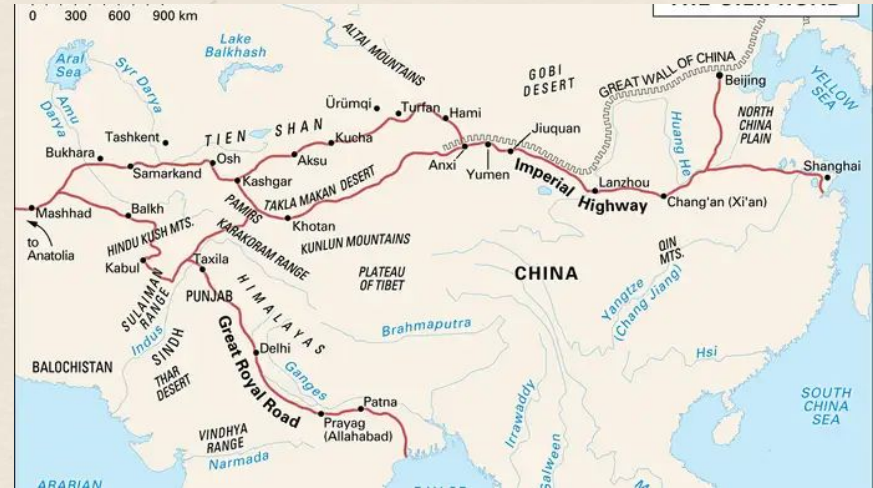 0 300 600 900 km
Aral
Sea
Syr Darya
Amu
Darya
Lake
Balkhash
ALTAI MOUNTAINS
GOBI
DESERT
GREAT WALL OF CHINA
Beijing
YELLOW
SEA
Ürümqi
Turfan
Hami
TIEN SHAN
Tashkent
Kucha
Jiuquan
Huang He
NORTH
CHINA
PLAIN
Bukhara
Samarkand
Osh
Aksu
Anxi
Yumen
Imperial Highway
Lanzhou
Shanghai
Kashgar
TAKLA MAKAN DESERT
Chang'an (Xi'an)
Mashhad
Balkh
PAMIRS
Khotan
to
Anatolia
HINDU KUSH MTS.
KARAKORAM RANGE
KUNLUN MOUNTAINS
QIN
MTS.
Kabul
Taxila
PLATEAU
OF TIBET
CHINA
SULAIMAN
RANGE
PUNJAB
HIMALAYAS
Yangtze
(Chang Jiang)
Indus
SINDH
Great Royal Road
Brahmaputra
Delhi
Hsi
BALOCHISTAN
THAR
DESERT
Ganges
Patna
Prayag
(Allahabad)
Irrawaddy
SOUTH
CHINA
SEA
VINDHYA
RANGE
Narmada
Salween
ARABIAN